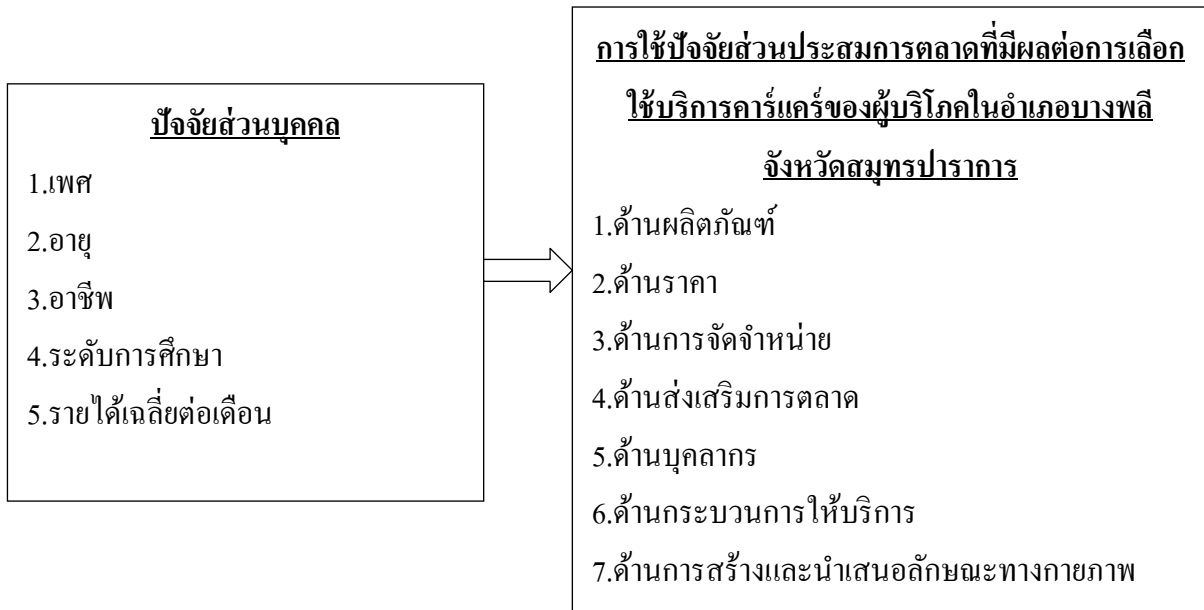 ปัจจัยส่วนบุคคล
1.เพศ
2.อายุ
3.อาชีพ
4.ระดับการศึกษา
5.รายได้เฉลี่ยต่อเดือน
การใช้ปัจจัยส่วนประสมการตลาดที่มีผลต่อการเลือก
ใช้บริการคาร์แคร์ของผู้บริโภคในอำเภอบางพลี
จังหวัดสมุทรปาราการ
1.ด้านผลิตภัณฑ์
2.ด้านราคา
3.ด้านการจัดจำหน่าย
4.ด้านส่งเสริมการตลาด
5.ด้านบุคลากร
6.ด้านกระบวนการให้บริการ
7.ด้านการสร้างและนำเสนอลักษณะทางกายภาพ